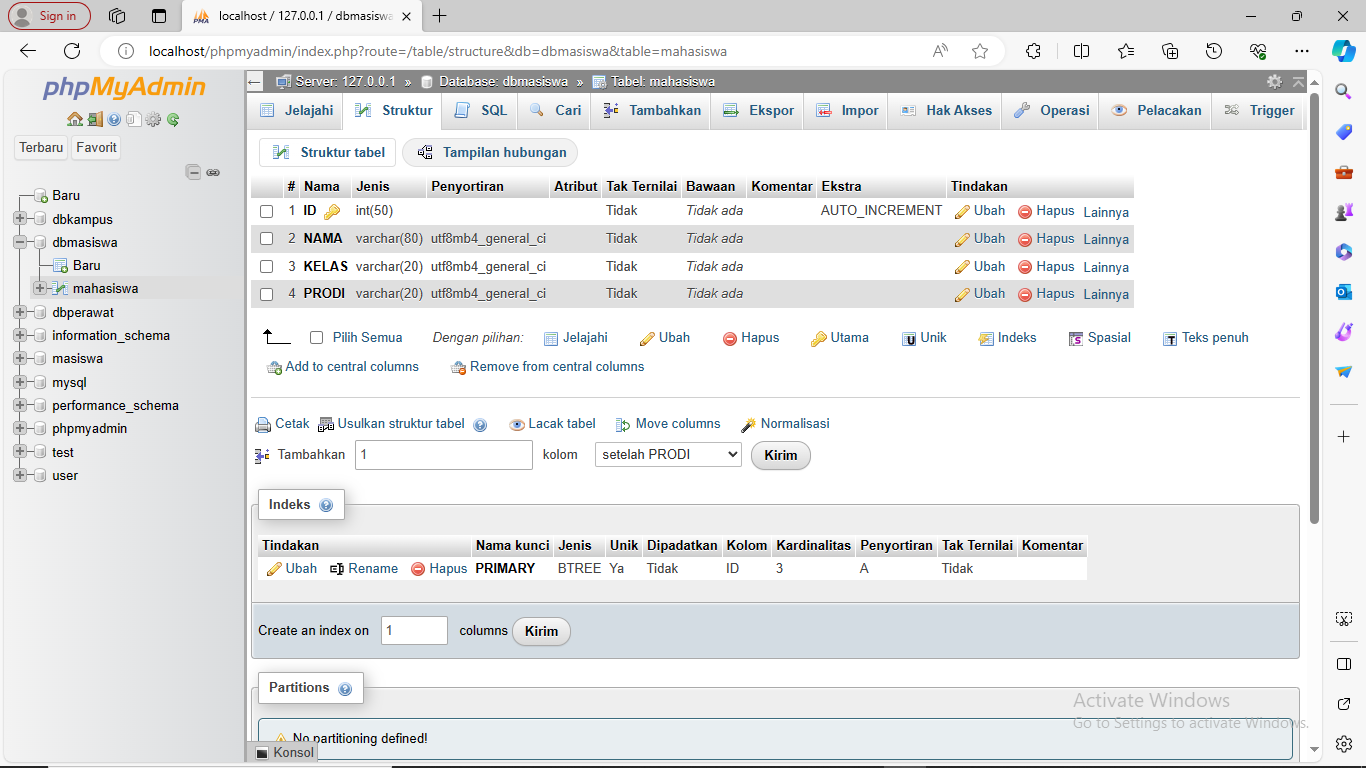 Sign in
localhost / 127.0.0.1 / dbmasiswa
localhost/phpmyadmin/index.php?route=/table/structure&db=dbmasiswa&table=mahasiswa
phpMyAdmin
Terbaru Favorit
Baru
dbkampus
dbmasiswa
Baru
mahasiswa
dbperawat
information_schema
masiswa
mysql
performance_schema
phpmyadmin
test
user
Server: 127.0.0.1 » Database: dbmasiswa » Tabel: mahasiswa
Jelajahi Struktur SQL Cari Tambahkan Ekspor Impor Hak Akses Operasi Pelacakan Trigger
Struktur tabel Tampilan hubungan
# Nama Jenis Penyortiran Atribut Tak Ternilai Bawaan Komentar Ekstra Tindakan
1 ID int(50) Tidak Tidak ada AUTO_INCREMENT Ubah Hapus Lainnya
2 NAMA varchar(80) utf8mb4_general_ci Tidak Tidak ada Ubah Hapus Lainnya
3 KELAS varchar(20) utf8mb4_general_ci Tidak Tidak ada Ubah Hapus Lainnya
4 PRODI varchar(20) utf8mb4_general_ci Tidak Tidak ada Ubah Hapus Lainnya
Pilih Semua Dengan pilihan: Jelajahi Ubah Hapus Utama Unik Indeks Spasial Teks penuh
Add to central columns Remove from central columns
Cetak Usulkan struktur tabel Lacak tabel Move columns Normalisasi
Tambahkan 1 kolom setelah PRODI Kirim
Indeks
Tindakan Nama kunci Jenis Unik Dipadatkan Kolom Kardinalitas Penyortiran Tak Ternilai Komentar
Ubah Rename Hapus PRIMARY BTREE Ya Tidak ID 3 A Tidak
Create an index on 1 columns Kirim
Partitions
No partitioning defined!
Konsol
Activate Windows
Go to Settings to activate Windows.